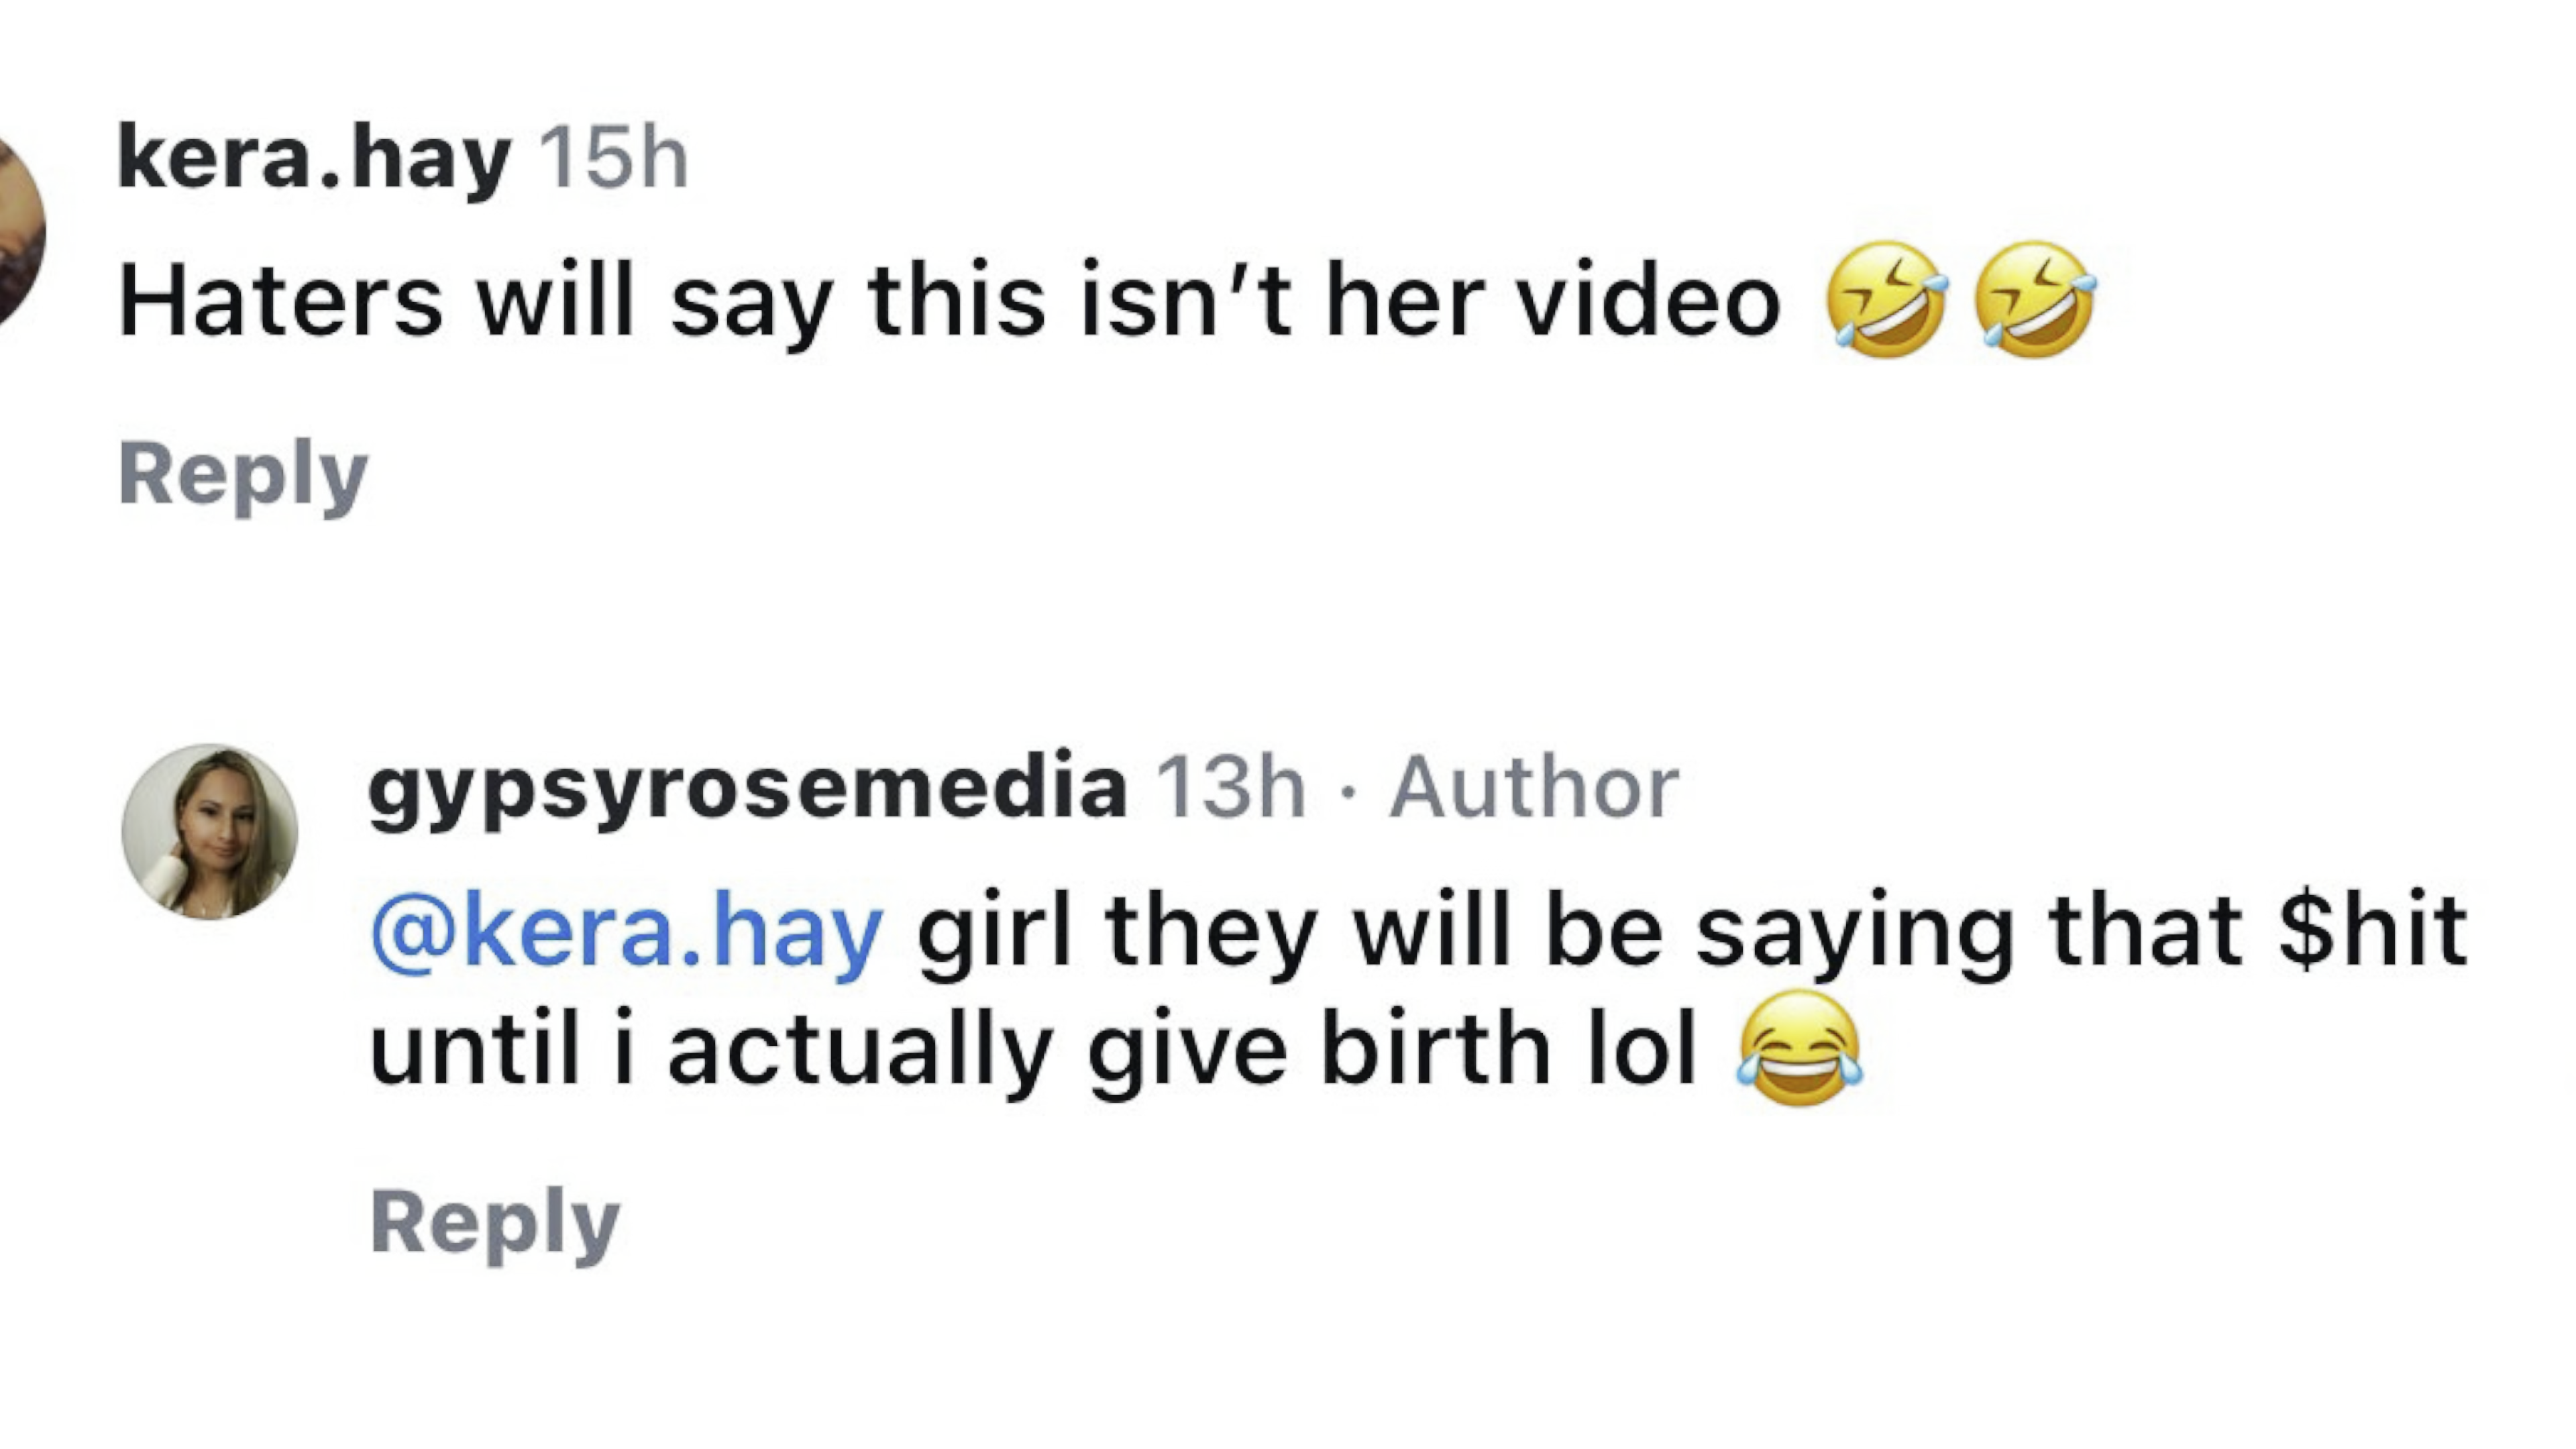 kera.hay 15h
Haters will say this isn’t her video 🤣🤣
Reply
gypsyrosemedia 13h · Author
@kera.hay girl they will be saying that $hit
until i actually give birth lol 😂
Reply